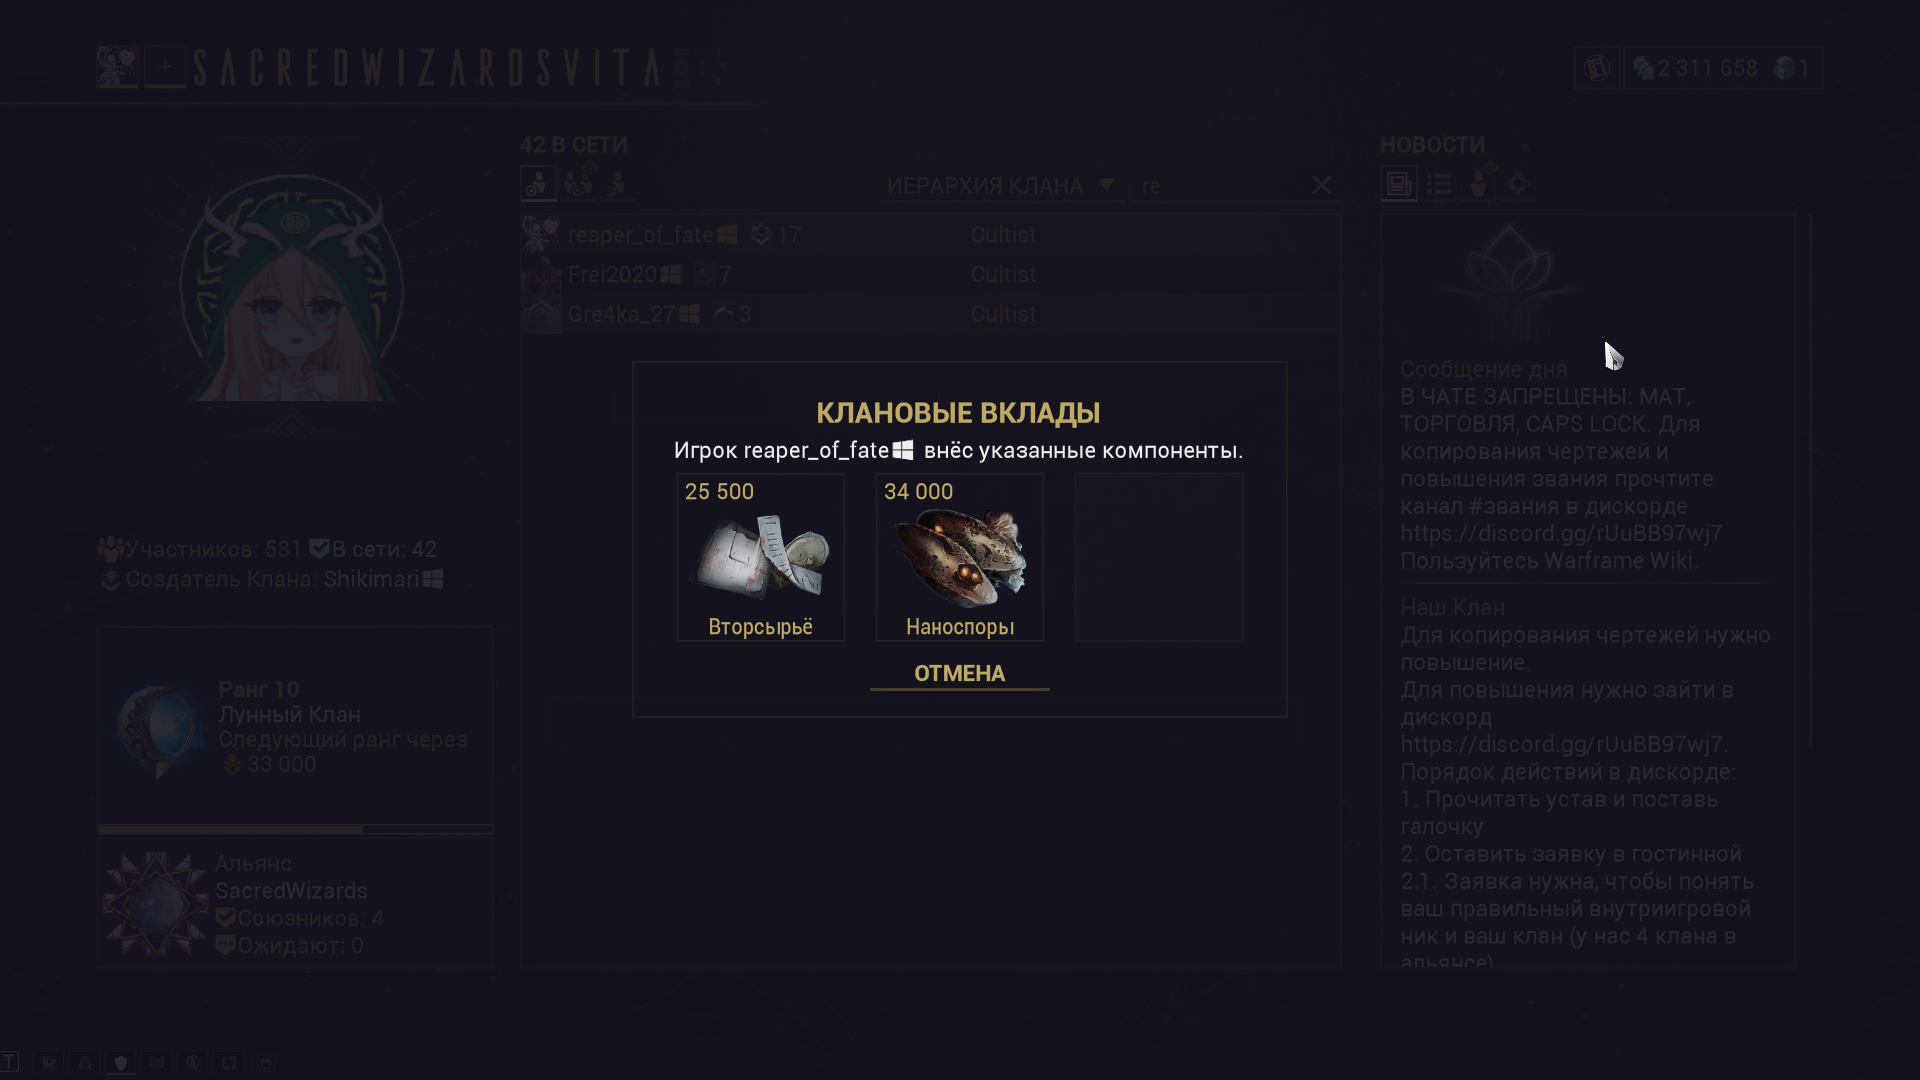 SACREDWIZARDSVITA
2 311 658
1
42 В СЕТИ
ИЕРАРХИЯ КЛАНА
re
reaper_of_fate 17 Cultist
Frei2020 7 Cultist
Gre4ka_27 3 Cultist
НОВОСТИ
Сообщение дня
В ЧАТЕ ЗАПРЕЩЕНЫ: МАТ,
ТОРГОВЛЯ, CAPS LOCK. Для
копирования чертежей и
повышения звания прочтите
канал #звания в дискорде
https://discord.gg/rUuBB97wj7
Пользуйтесь Warframe Wiki.
Наш Клан
Для копирования чертежей нужно
повышение.
Для повышения нужно зайти в
дискорд
https://discord.gg/rUuBB97wj7.
Порядок действий в дискорде:
1. Прочитать устав и поставь
галочку
2. Оставить заявку в гостинной
2.1. Заявка нужна, чтобы понять
ваш правильный внутриигровой
ник и ваш клан (у нас 4 клана в
альянсе)
КЛАНОВЫЕ ВКЛАДЫ
Игрок reaper_of_fate внёс указанные компоненты.
25 500
Вторсырьё
34 000
Наноспоры
ОТМЕНА
Участников: 581 В сети: 42
Создатель Клана: Shikimari
Ранг 10
Лунный Клан
Следующий ранг через
33 000
Альянс
SacredWizards
Союзников: 4
Ожидают: 0
T